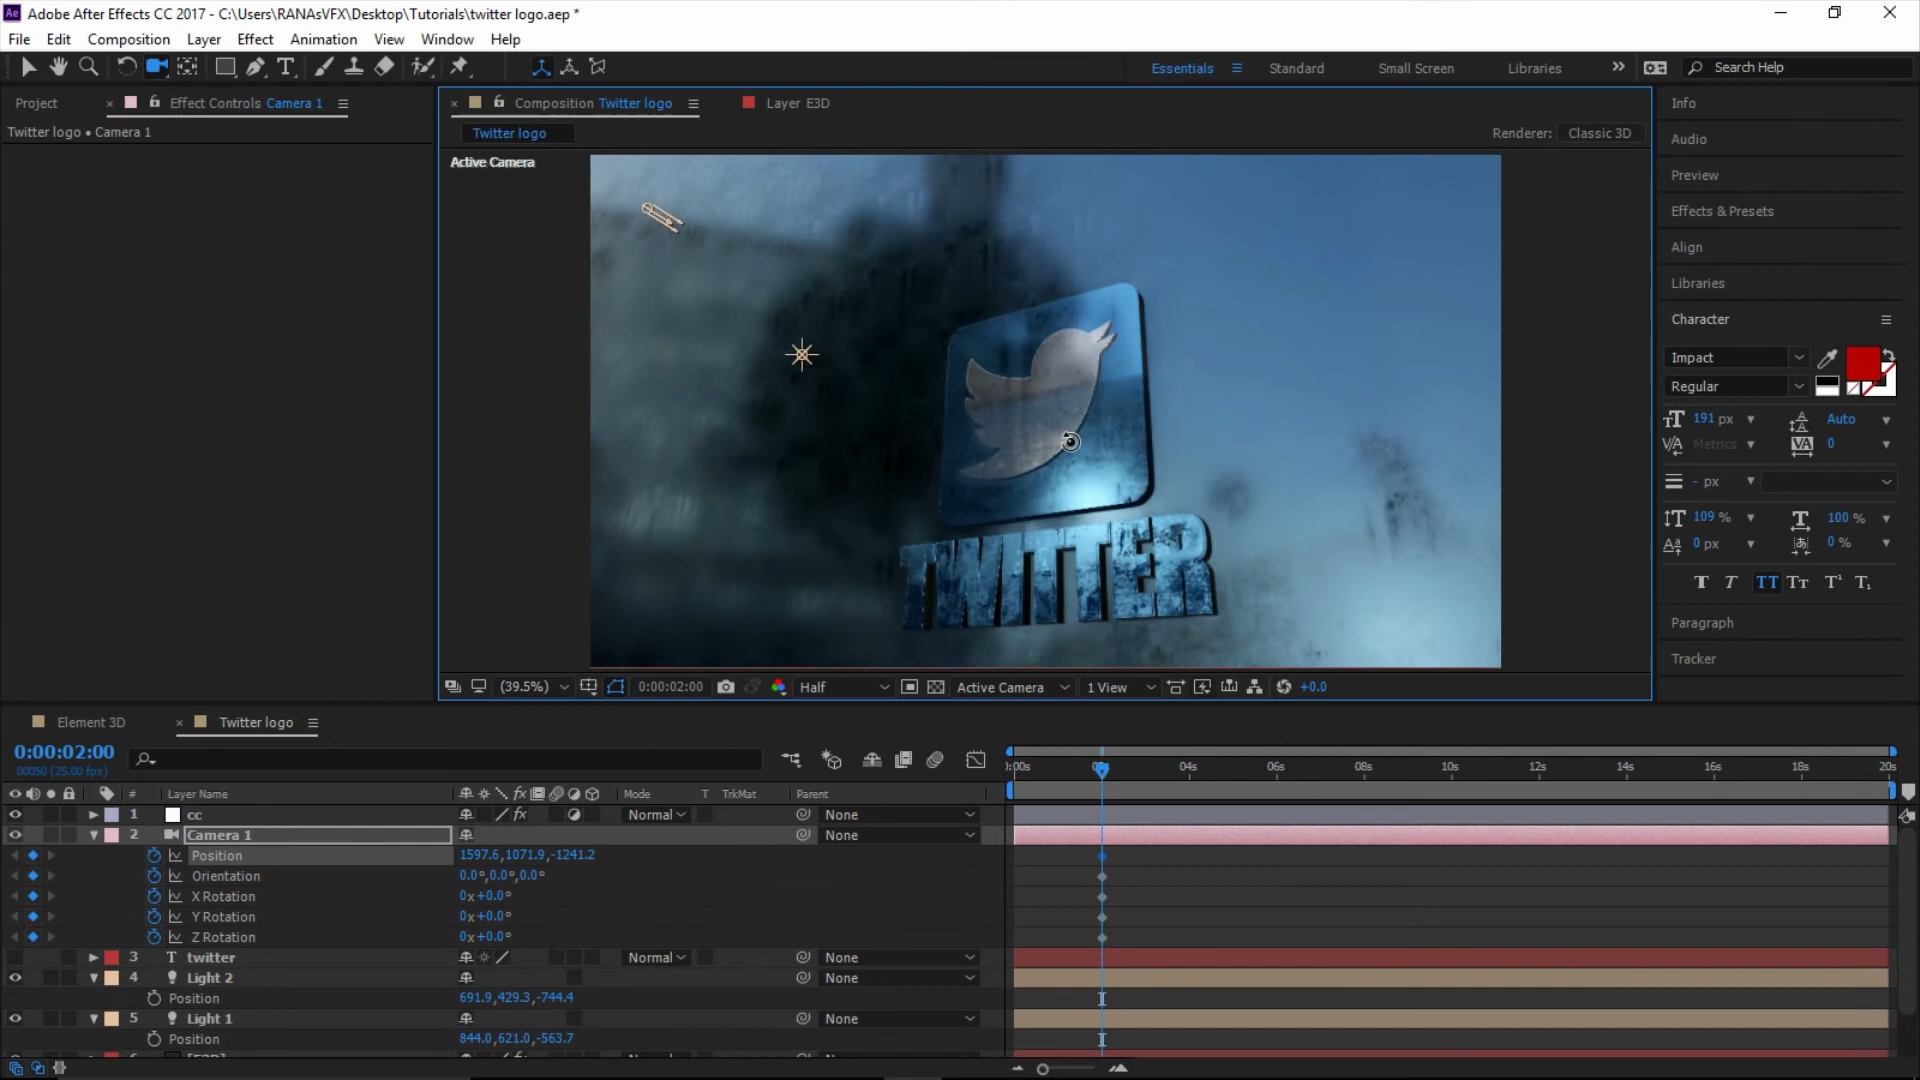 Ae Adobe After Effects CC 2017 - C:\Users\RANAsVFX\Desktop\Tutorials\twitter logo.aep *
File Edit Composition Layer Effect Animation View Window Help
Essentials Standard Small Screen Libraries Search Help
Project Effect Controls Camera 1 Composition Twitter logo Layer E3D Info
Twitter logo • Camera 1 Twitter logo Renderer: Classic 3D Audio
Active Camera
Preview
Effects & Presets
Align
Libraries
Character
Impact
Regular
191 px Auto
Metrics 0
- px
109 % 100 %
0 px 0 %
T T TT Tт T¹ T₁
Paragraph
Tracker
TWITTER
(39.5%) 0:00:02:00 Half Active Camera 1 View +0.0
Element 3D Twitter logo
0:00:02:00
00050 (25.00 fps)
:00s 04s 06s 08s 10s 12s 14s 16s 18s 20s
# Layer Name fx Mode T TrkMat Parent
1 cc fx Normal None
2 Camera 1 None
Position 1597.6,1071.9,-1241.2
Orientation 0.0°,0.0°,0.0°
X Rotation 0x+0.0°
Y Rotation 0x+0.0°
Z Rotation 0x+0.0°
3 T twitter Normal None
4 Light 2 None
Position 691.9,429.3,-744.4
5 Light 1 None
Position 844.0,621.0,-563.7